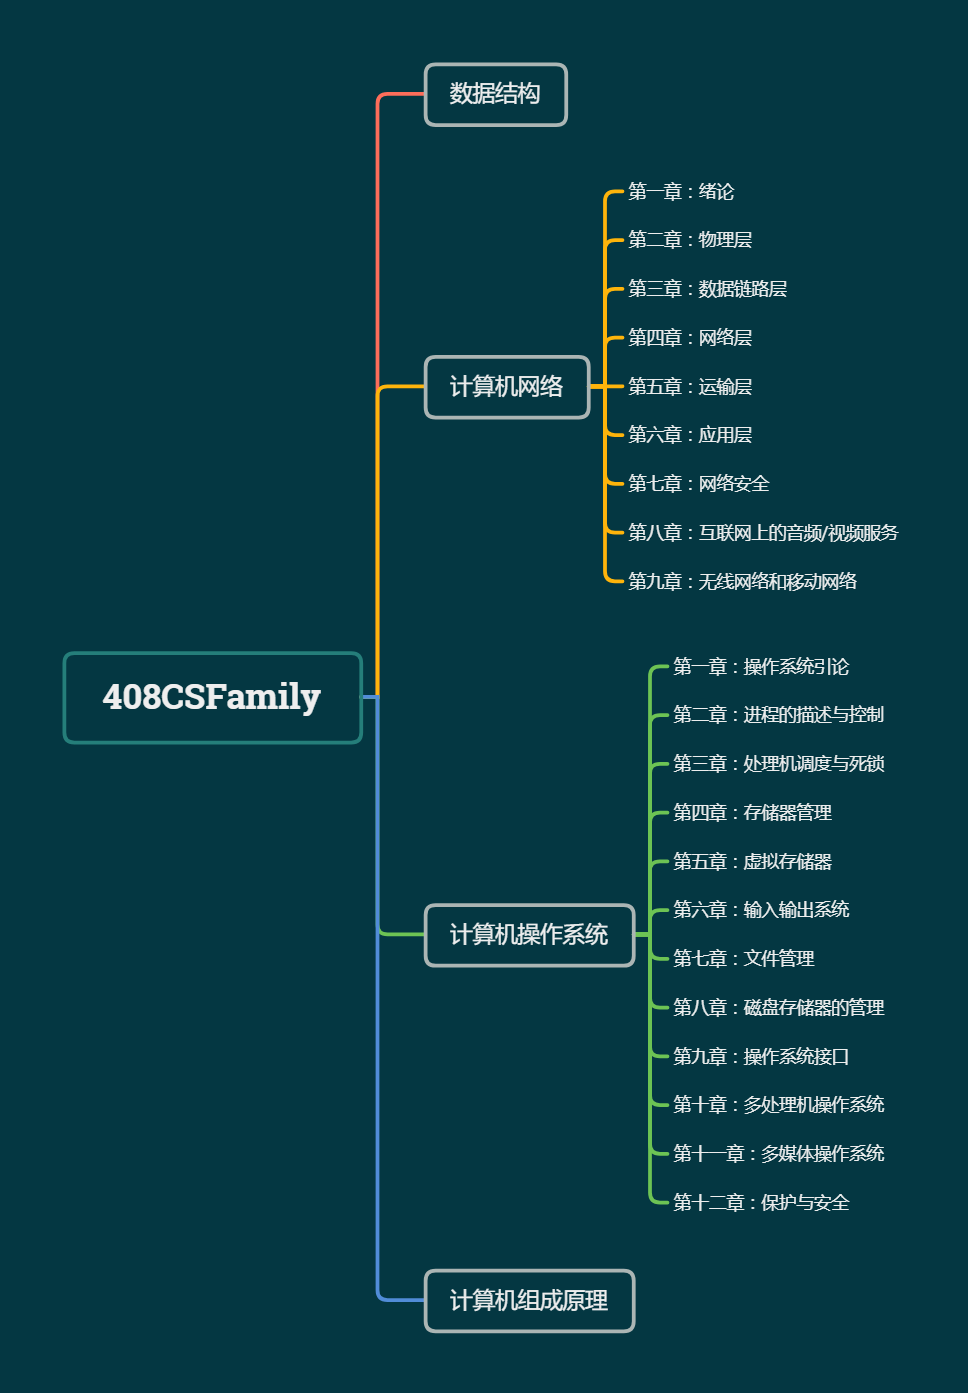 408CSFamily
数据结构
计算机网络
第一章：绪论
第二章：物理层
第三章：数据链路层
第四章：网络层
第五章：运输层
第六章：应用层
第七章：网络安全
第八章：互联网上的音频/视频服务
第九章：无线网络和移动网络
计算机操作系统
第一章：操作系统引论
第二章：进程的描述与控制
第三章：处理机调度与死锁
第四章：存储器管理
第五章：虚拟存储器
第六章：输入输出系统
第七章：文件管理
第八章：磁盘存储器的管理
第九章：操作系统接口
第十章：多处理机操作系统
第十一章：多媒体操作系统
第十二章：保护与安全
计算机组成原理